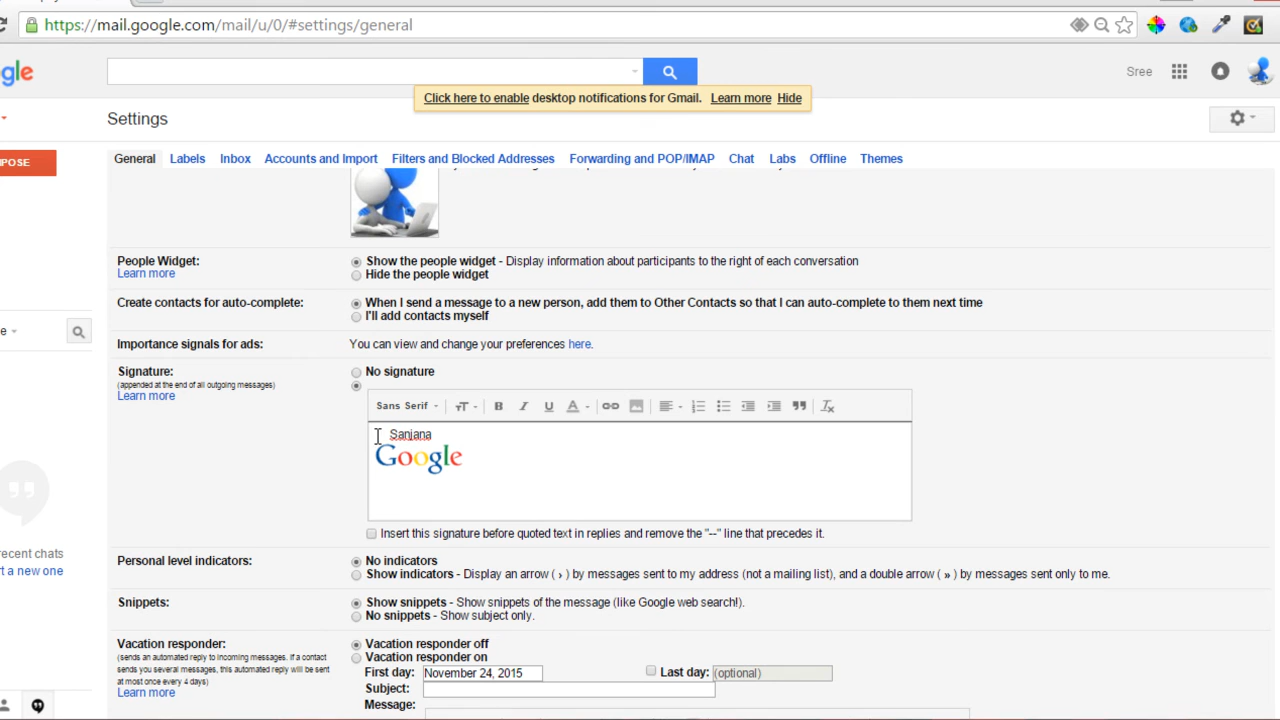 https://mail.google.com/mail/u/0/#settings/general
gle
Sree
Click here to enable desktop notifications for Gmail. Learn more Hide
Settings
POSE
General Labels Inbox Accounts and Import Filters and Blocked Addresses Forwarding and POP/IMAP Chat Labs Offline Themes
People Widget:
Learn more
Show the people widget - Display information about participants to the right of each conversation
Hide the people widget
Create contacts for auto-complete:
When I send a message to a new person, add them to Other Contacts so that I can auto-complete to them next time
I'll add contacts myself
e
Importance signals for ads:
You can view and change your preferences here.
Signature:
(appended at the end of all outgoing messages)
Learn more
No signature
Sans Serif
Sanjana
Google
Insert this signature before quoted text in replies and remove the "--" line that precedes it.
recent chats
rt a new one
Personal level indicators:
No indicators
Show indicators - Display an arrow ( › ) by messages sent to my address (not a mailing list), and a double arrow ( » ) by messages sent only to me.
Snippets:
Show snippets - Show snippets of the message (like Google web search!).
No snippets - Show subject only.
Vacation responder:
(sends an automated reply to incoming messages. If a contact
sends you several messages, this automated reply will be sent
at most once every 4 days)
Learn more
Vacation responder off
Vacation responder on
First day: November 24, 2015 Last day: (optional)
Subject:
Message: